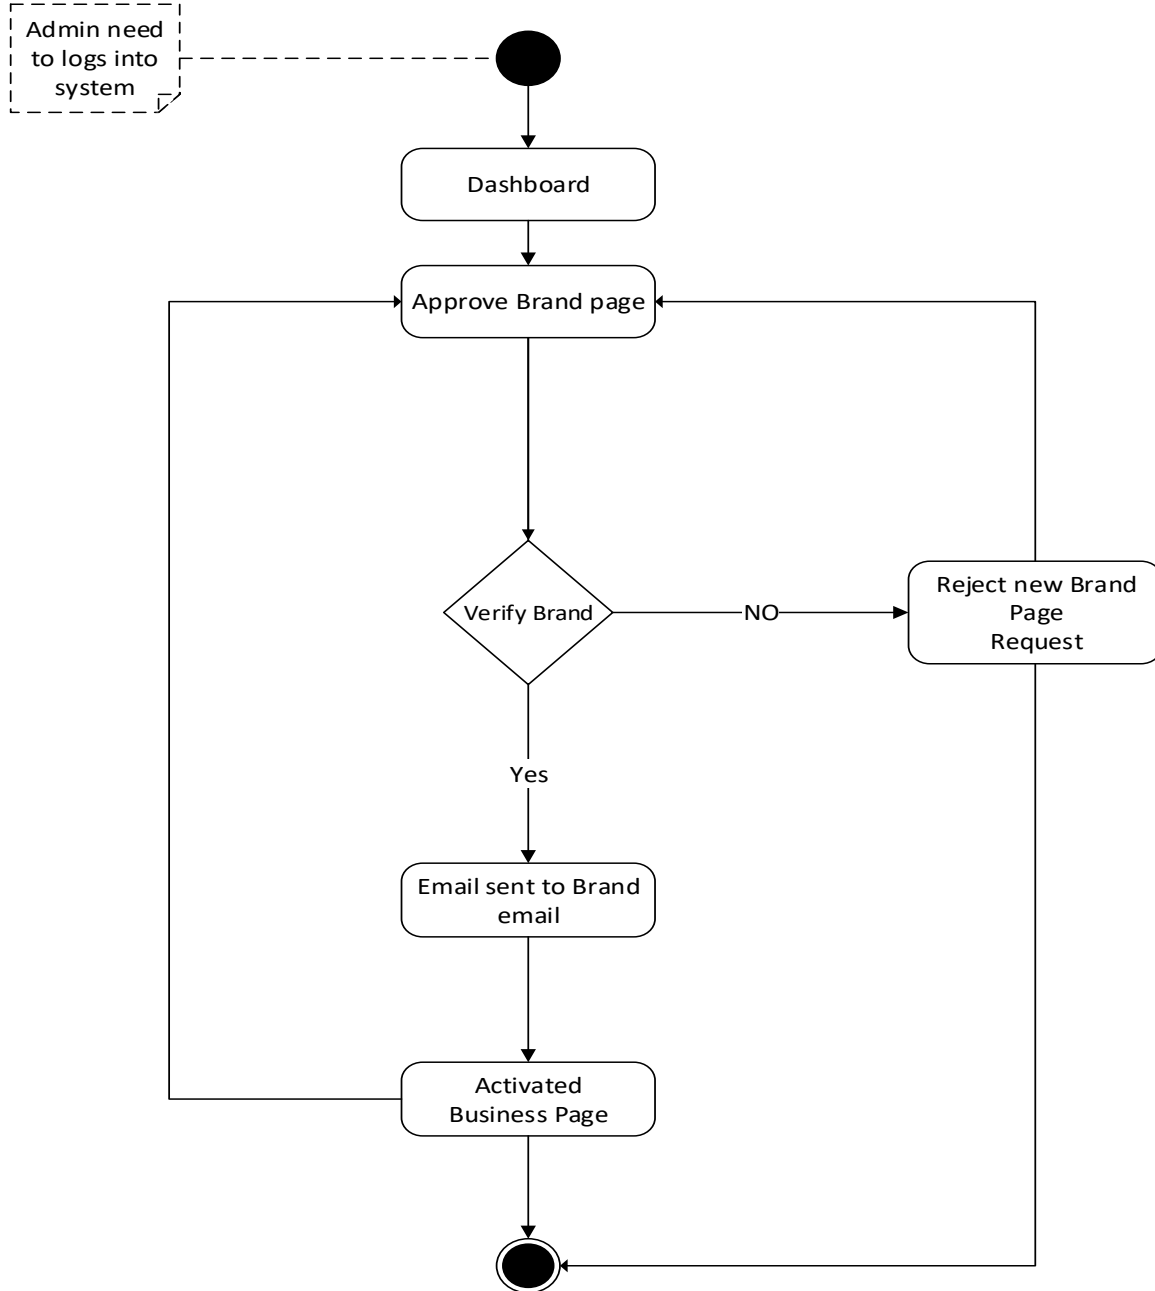 Admin need
to logs into
system
Dashboard
Approve Brand page
Verify Brand
NO
Reject new Brand
Page
Request
Yes
Email sent to Brand
email
Activated
Business Page